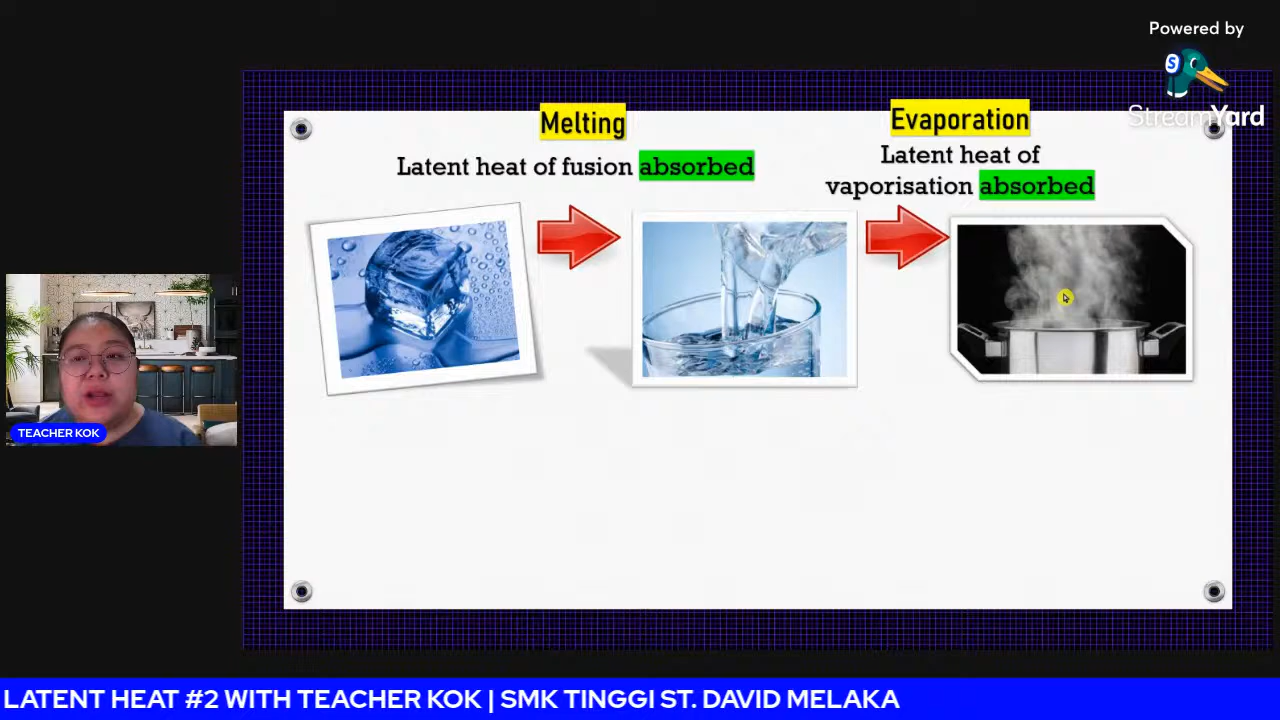 Powered by
S
StreamYard
Melting
Latent heat of fusion absorbed
Evaporation
Latent heat of
vaporisation absorbed
TEACHER KOK
LATENT HEAT #2 WITH TEACHER KOK | SMK TINGGI ST. DAVID MELAKA